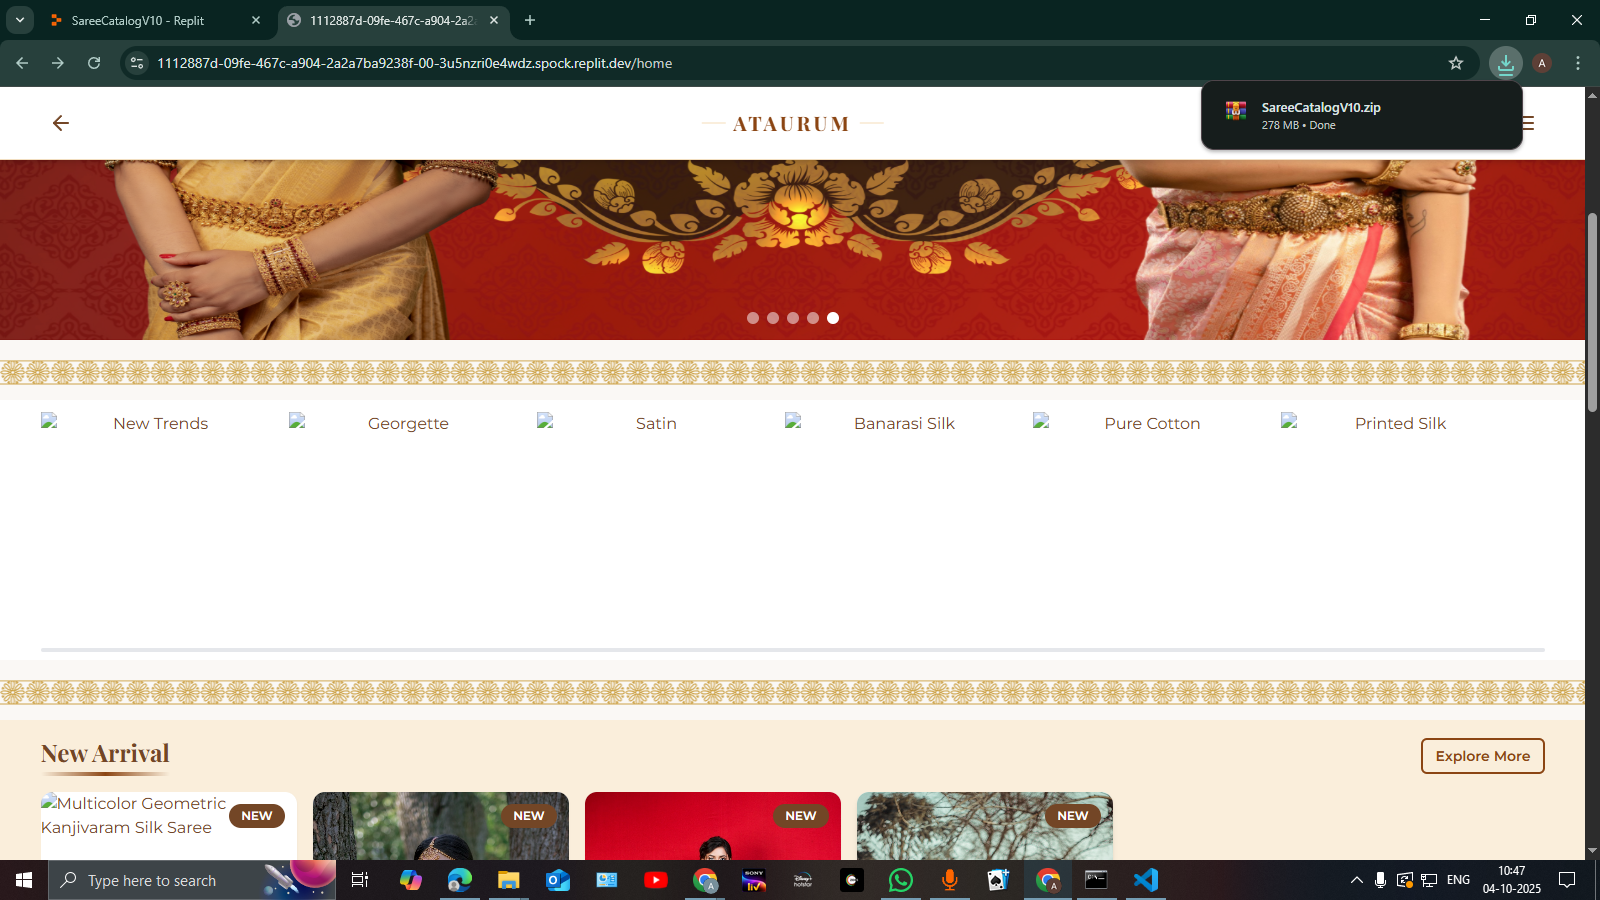 SareeCatalogV10 - Replit
1112887d-09fe-467c-a904-2a2
1112887d-09fe-467c-a904-2a2a7ba9238f-00-3u5nzri0e4wdz.spock.replit.dev/home
A
SareeCatalogV10.zip
278 MB • Done
ATAURUM
New Trends
Georgette
Satin
Banarasi Silk
Pure Cotton
Printed Silk
New Arrival
Explore More
Multicolor Geometric
Kanjivaram Silk Saree
NEW
NEW
NEW
NEW
Type here to search
SONY
liv
ENG
10:47
04-10-2025